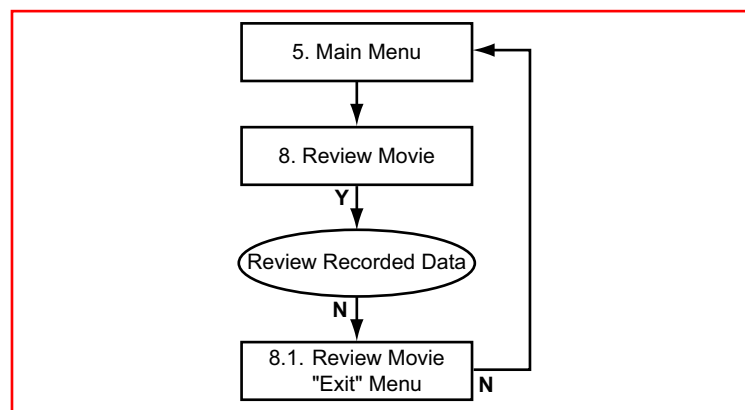 5. Main Menu
8. Review Movie
Y
Review Recorded Data
N
8.1. Review Movie
"Exit" Menu
N